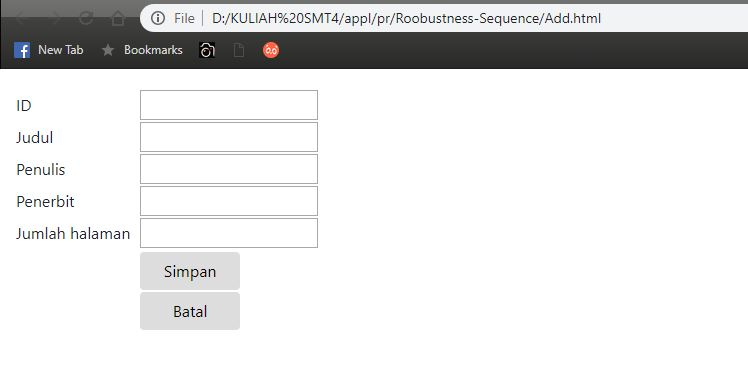 File D:/KULIAH%20SMT4/appl/pr/Roobustness-Sequence/Add.html
New Tab Bookmarks
ID
Judul
Penulis
Penerbit
Jumlah halaman
Simpan
Batal